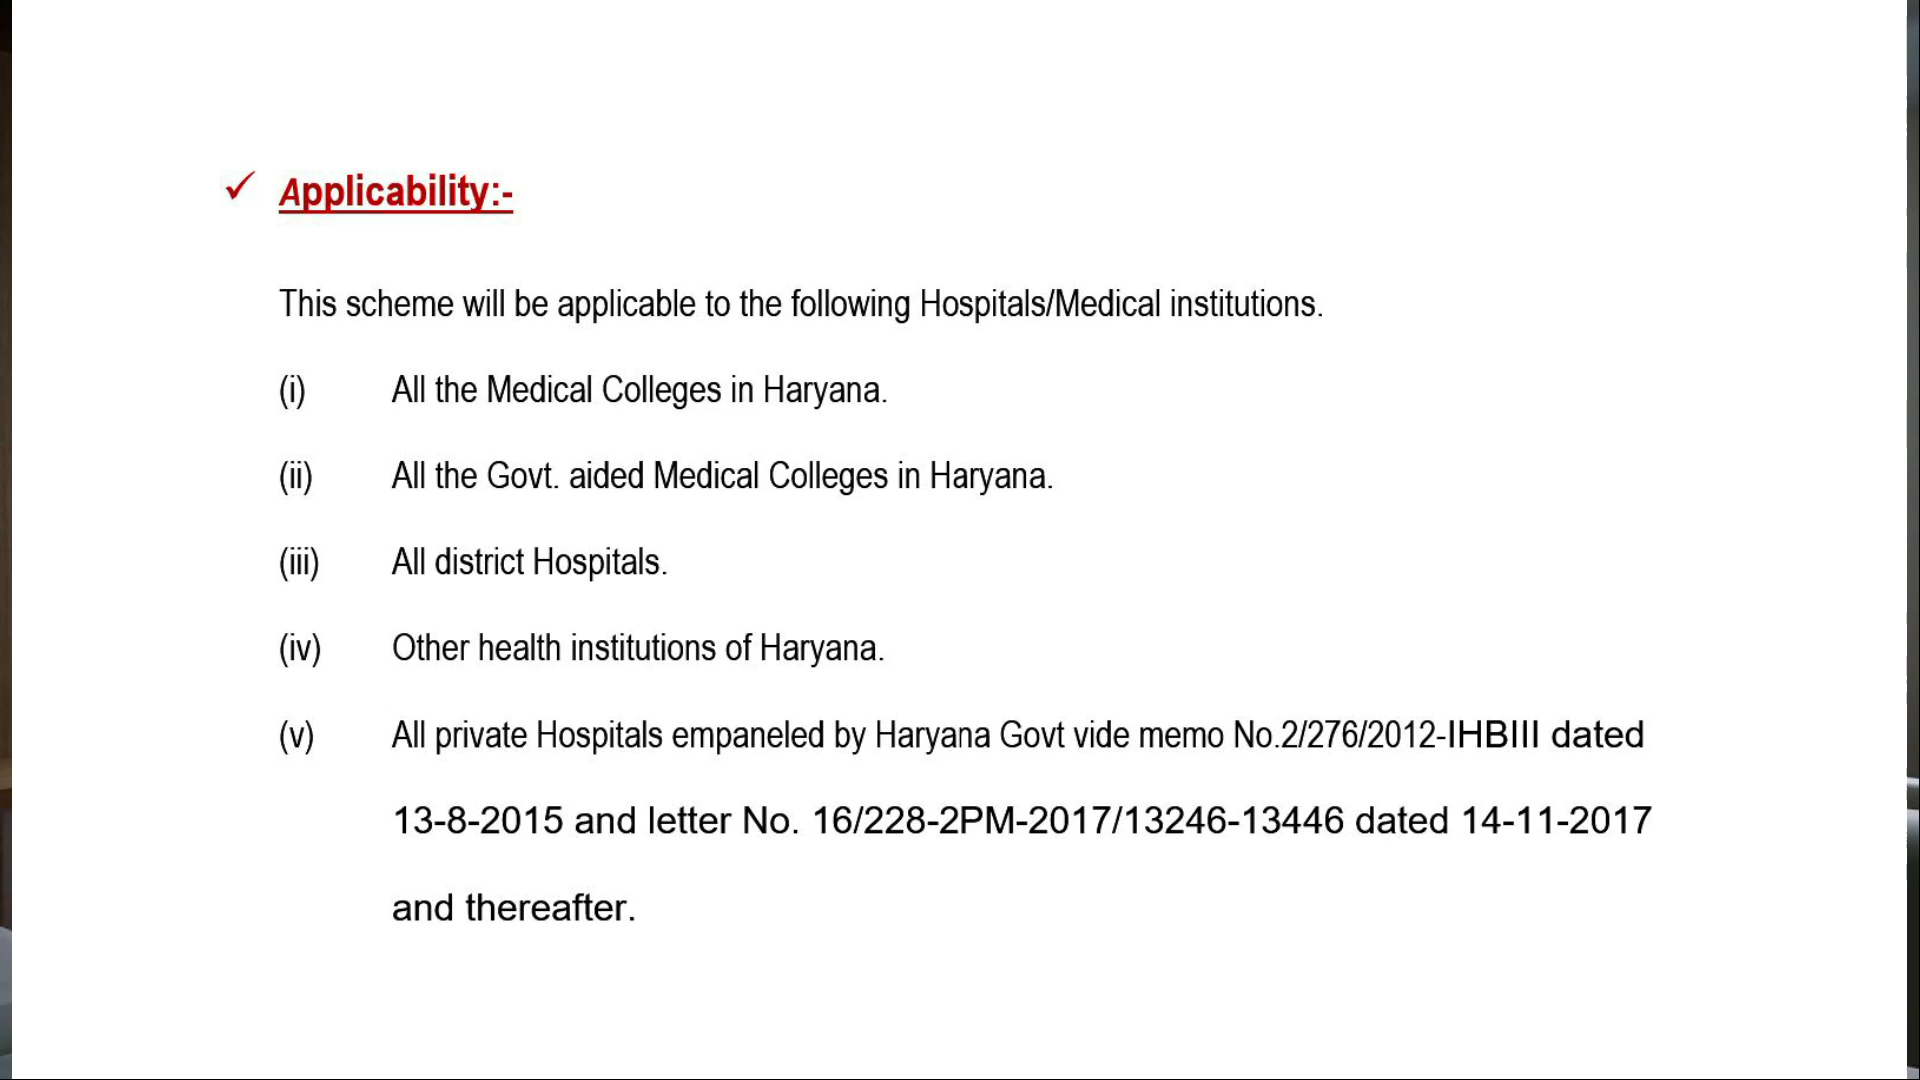 ✓ Applicability:-
This scheme will be applicable to the following Hospitals/Medical institutions.
(i) All the Medical Colleges in Haryana.
(ii) All the Govt. aided Medical Colleges in Haryana.
(iii) All district Hospitals.
(iv) Other health institutions of Haryana.
(v) All private Hospitals empaneled by Haryana Govt vide memo No.2/276/2012-IHBIII dated
13-8-2015 and letter No. 16/228-2PM-2017/13246-13446 dated 14-11-2017
and thereafter.